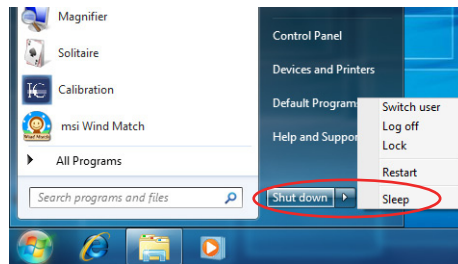 Magnifier
Solitaire
Calibration
msi Wind Match
All Programs
Search programs and files
Control Panel
Devices and Printers
Default Program
Help and Suppor
Shut down
Switch user
Log off
Lock
Restart
Sleep